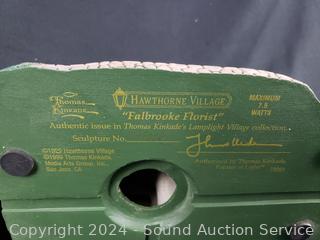 Thomas Kinkade
HAWTHORNE VILLAGE
MAXIMUM 7.5 WATTS
"Falbrooke Florist"
Authentic issue in Thomas Kinkade's Lamplight Village collection.
Sculpture No.
©1999 Hawthorne Village
©1999 Thomas Kinkade,
Media Arts Group, Inc.
San Jose, CA
Authorized by Thomas Kinkade,
Painter of Light
Copyright 2024 - Sound Auction Service